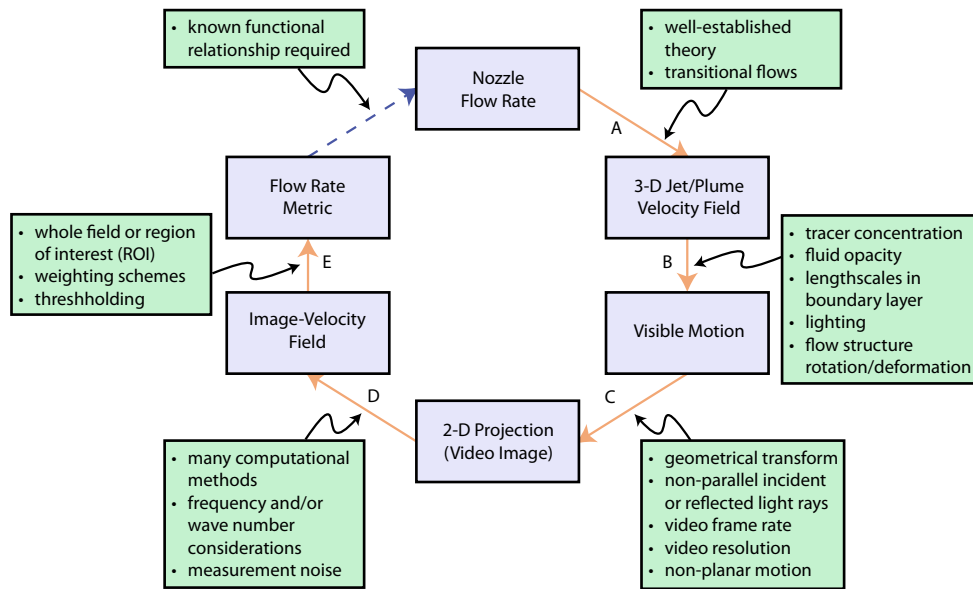 • known functional
relationship required
Nozzle
Flow Rate
• well-established
theory
• transitional flows
A
Flow Rate
Metric
3-D Jet/Plume
Velocity Field
• whole field or region
of interest (ROI)
• weighting schemes
• threshholding
E
B
• tracer concentration
• fluid opacity
• lengthscales in
boundary layer
• lighting
• flow structure
rotation/deformation
Image-Velocity
Field
Visible Motion
D
C
2-D Projection
(Video Image)
• many computational
methods
• frequency and/or
wave number
considerations
• measurement noise
• geometrical transform
• non-parallel incident
or reflected light rays
• video frame rate
• video resolution
• non-planar motion